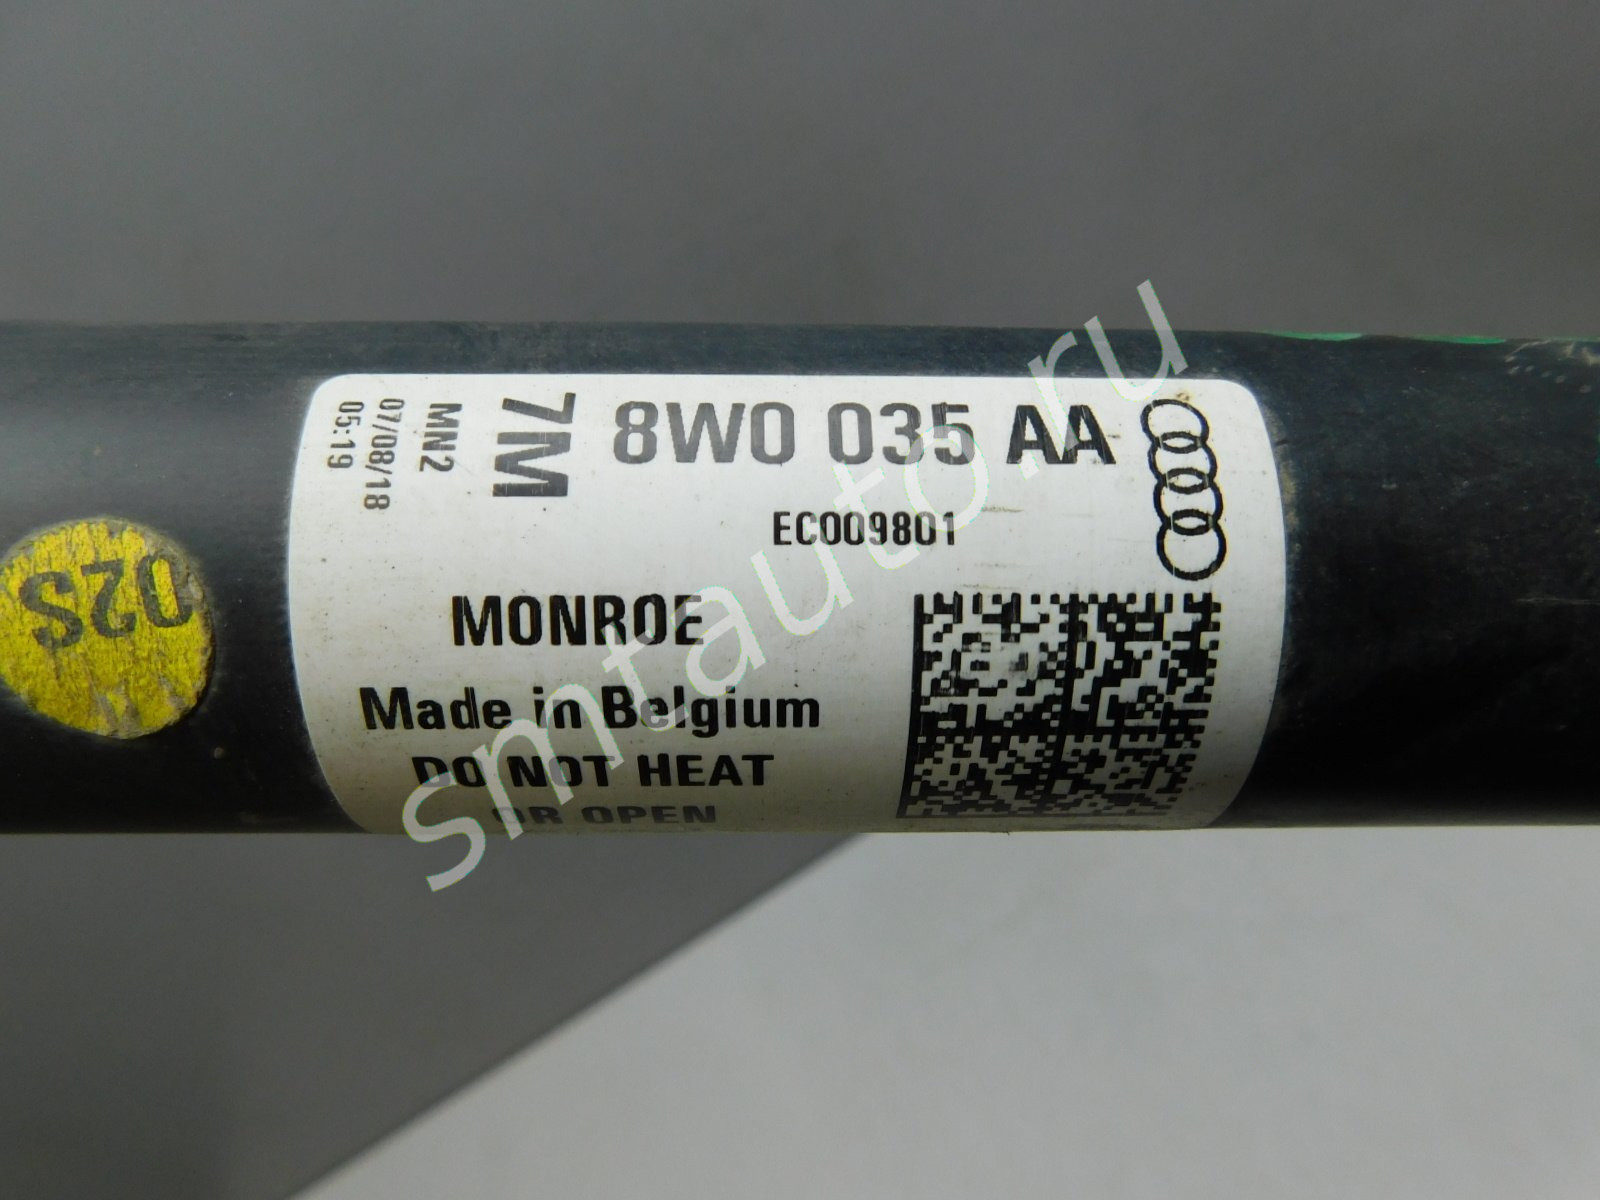 7M 8W0 035 AA
MN2
07/08/18
05:19
EC009801
MONROE
Made in Belgium
DO NOT HEAT
OR OPEN
02S
smtauto.ru